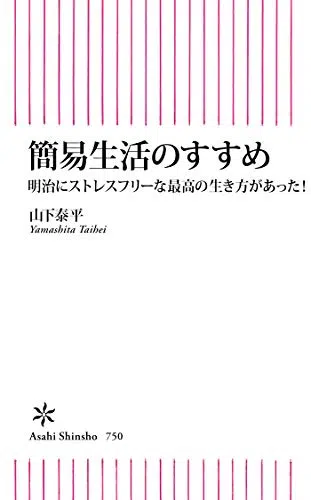 簡易生活のすすめ
明治にストレスフリーな最高の生き方があった!
山下泰平
Yamashita Taihei
Asahi Shinsho 750